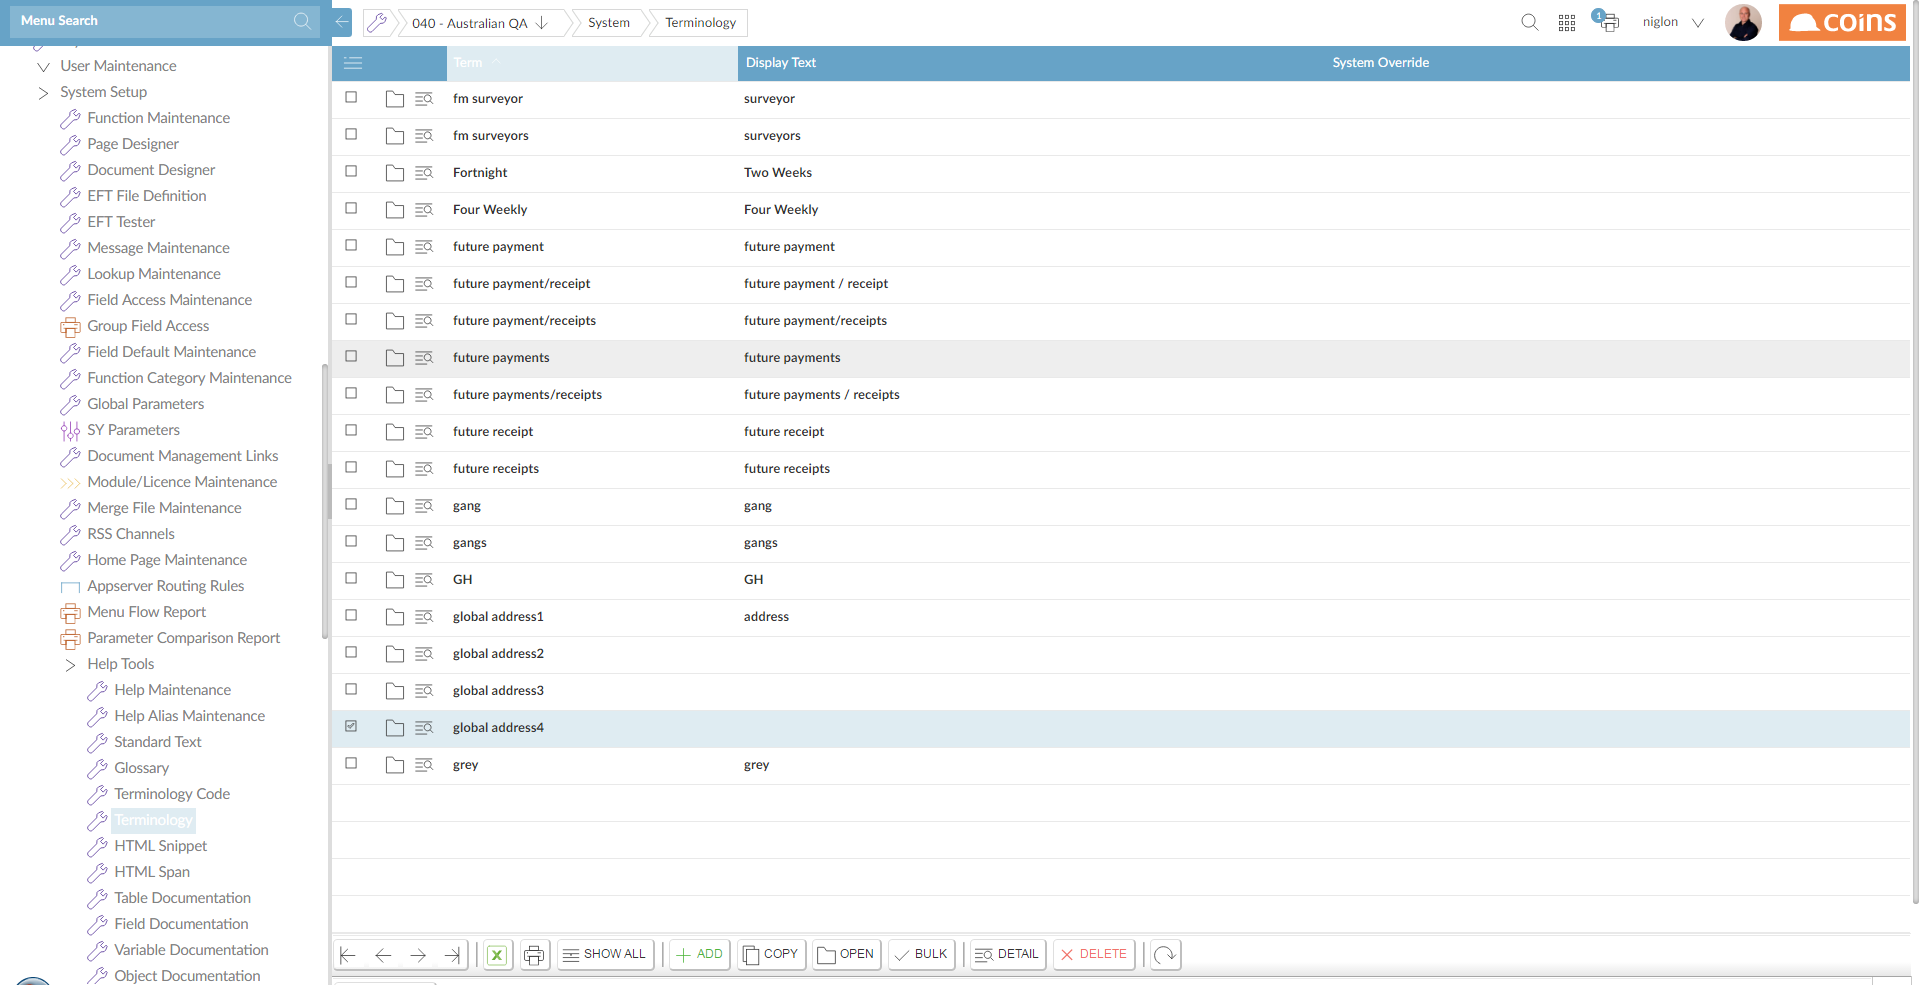 Menu Search
040 - Australian QA
System
Terminology
1
niglon
coins
User Maintenance
System Setup
Function Maintenance
Page Designer
Document Designer
EFT File Definition
EFT Tester
Message Maintenance
Lookup Maintenance
Field Access Maintenance
Group Field Access
Field Default Maintenance
Function Category Maintenance
Global Parameters
SY Parameters
Document Management Links
Module/Licence Maintenance
Merge File Maintenance
RSS Channels
Home Page Maintenance
Appserver Routing Rules
Menu Flow Report
Parameter Comparison Report
Help Tools
Help Maintenance
Help Alias Maintenance
Standard Text
Glossary
Terminology Code
Terminology
HTML Snippet
HTML Span
Table Documentation
Field Documentation
Variable Documentation
Object Documentation
Term Display Text System Override
fm surveyor surveyor
fm surveyors surveyors
Fortnight Two Weeks
Four Weekly Four Weekly
future payment future payment
future payment/receipt future payment / receipt
future payment/receipts future payment/receipts
future payments future payments
future payments/receipts future payments / receipts
future receipt future receipt
future receipts future receipts
gang gang
gangs gangs
GH GH
global address1 address
global address2
global address3
global address4
grey grey
SHOW ALL ADD COPY OPEN BULK DETAIL DELETE